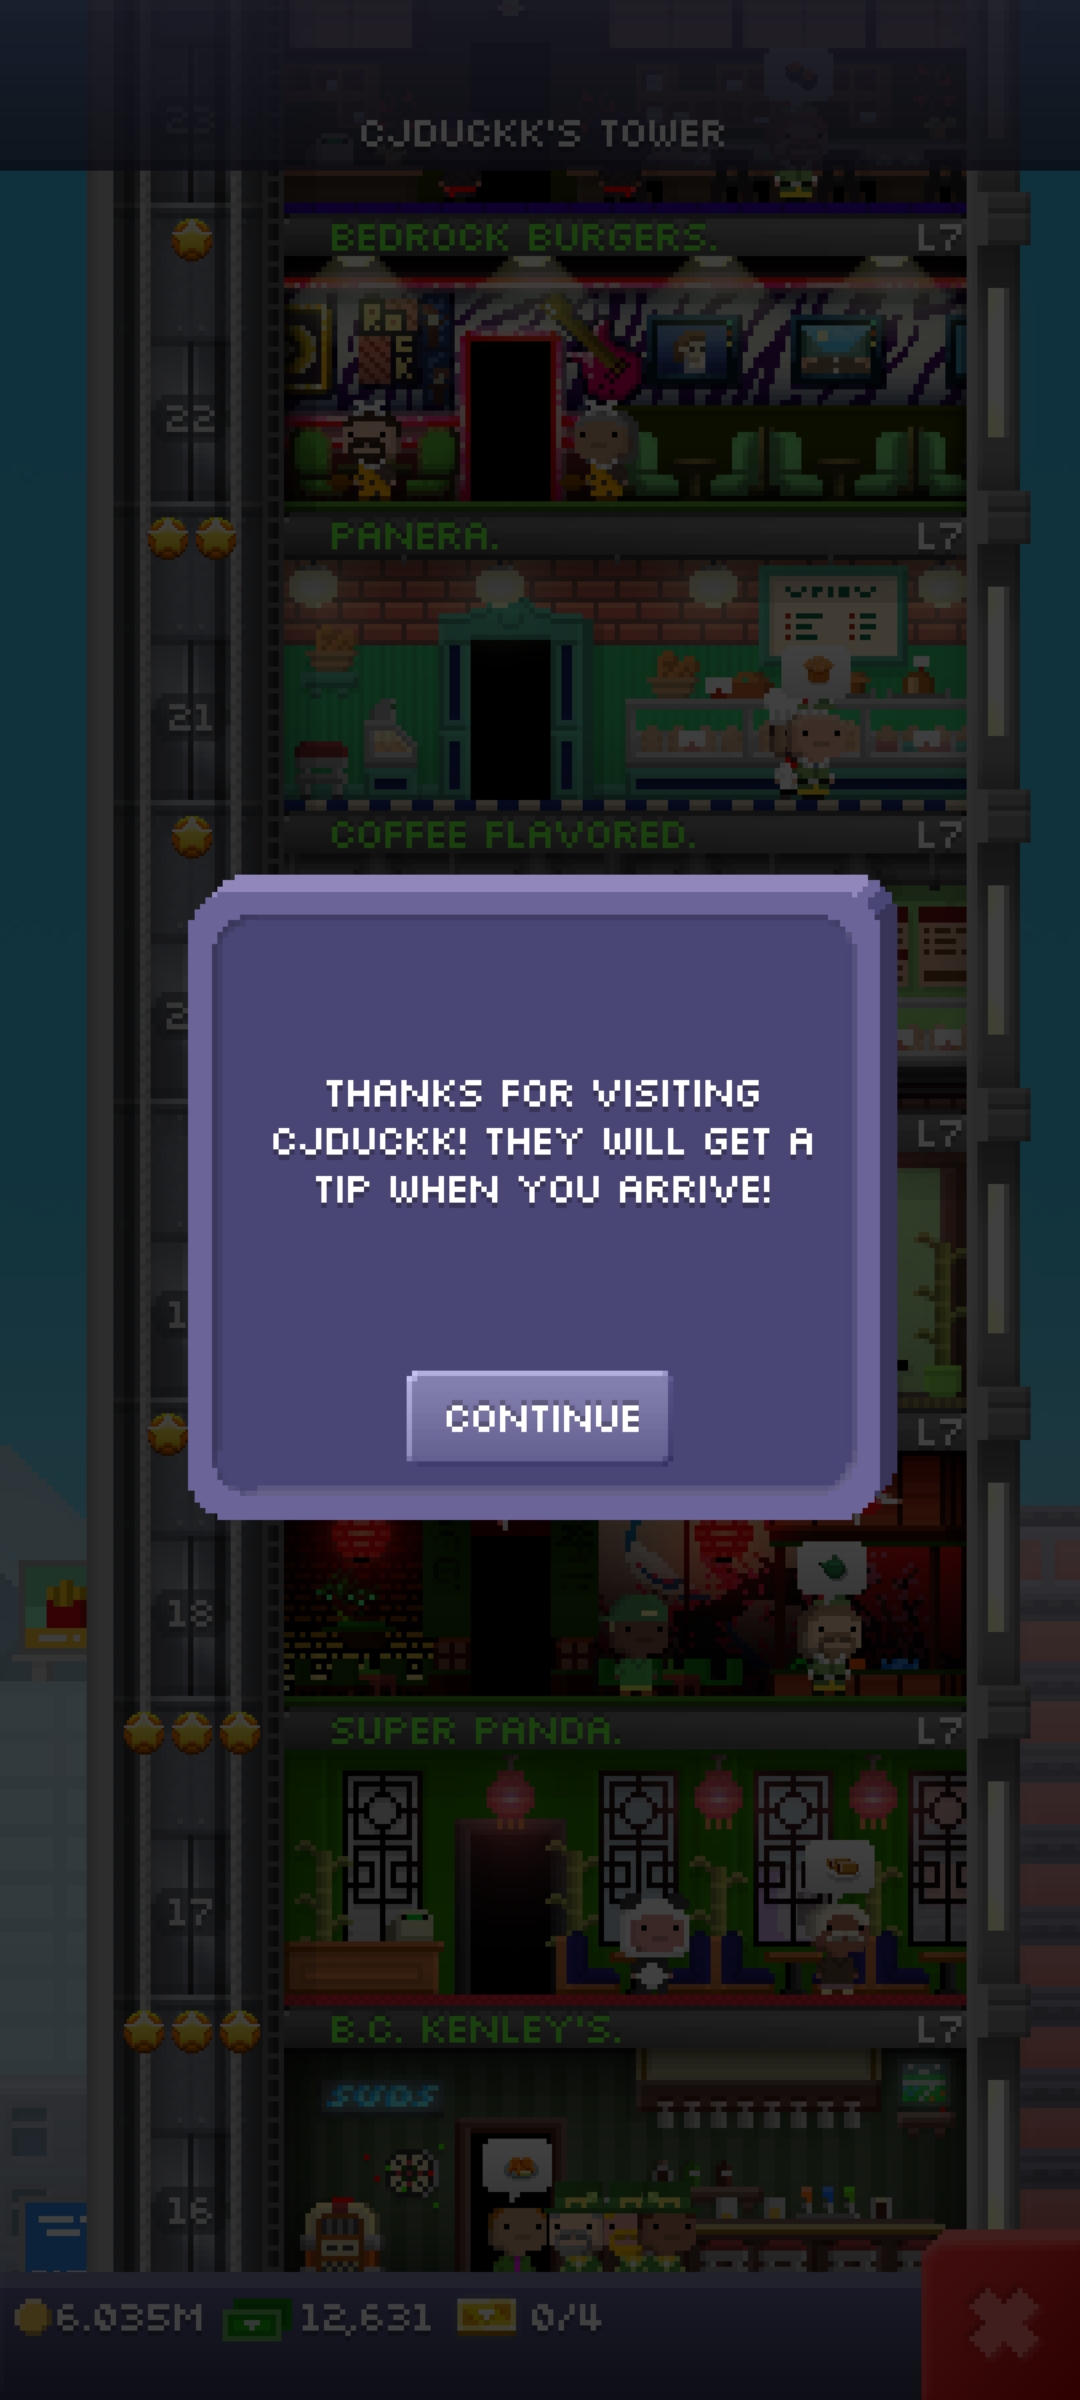 23
CJDUCKK'S TOWER
BEDROCK BURGERS. L7
ROCK
22
PANERA. L7
21
COFFEE FLAVORED. L7
L7
THANKS FOR VISITING
CJDUCKK! THEY WILL GET A
TIP WHEN YOU ARRIVE!
CONTINUE
L7
18
SUPER PANDA. L7
17
B.C. KENLEY'S. L7
SUDS
16
6.035M 12,631 0/4